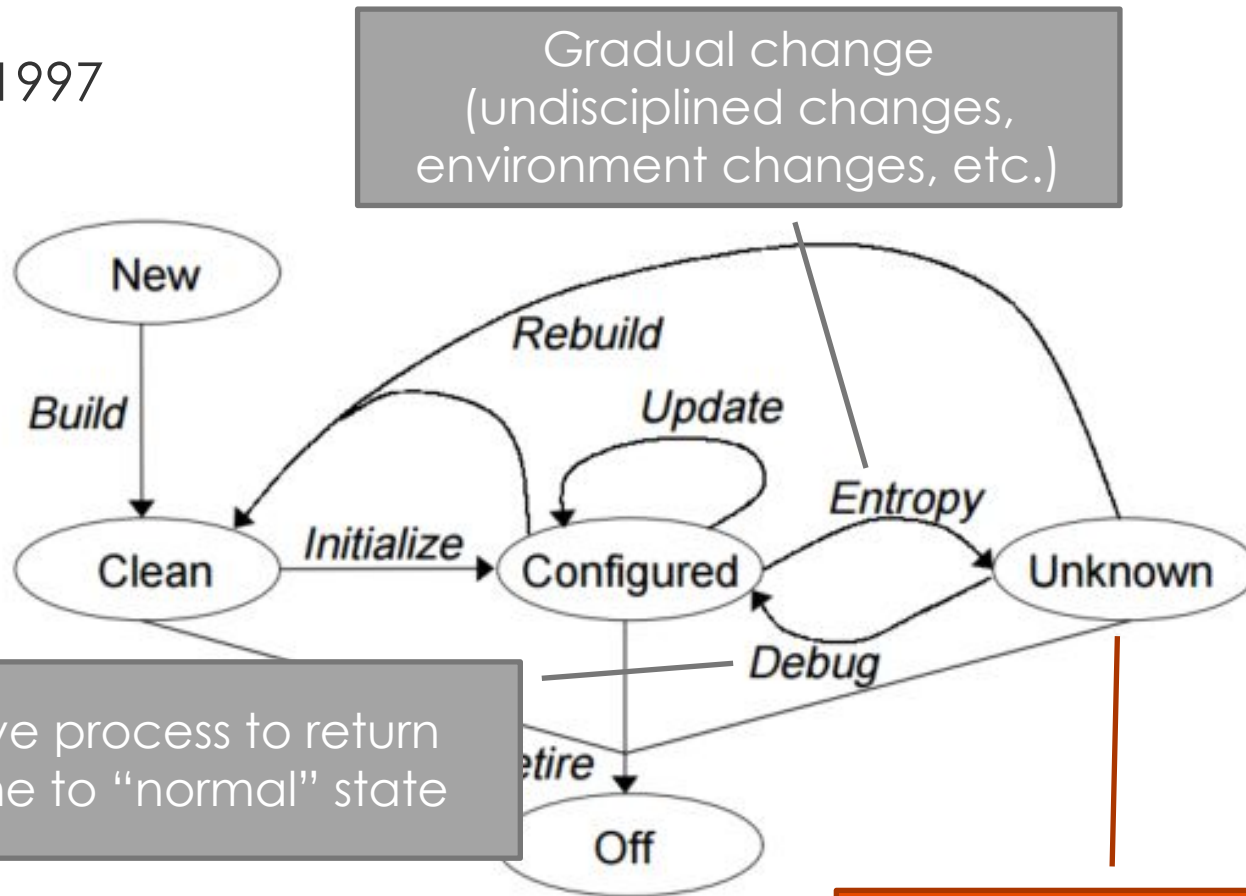 1997
Gradual change
(undisciplined changes,
environment changes, etc.)
New
Rebuild
Build
Update
Entropy
Initialize
Clean
Configured
Unknown
Debug
process to return
to “normal” state
Off